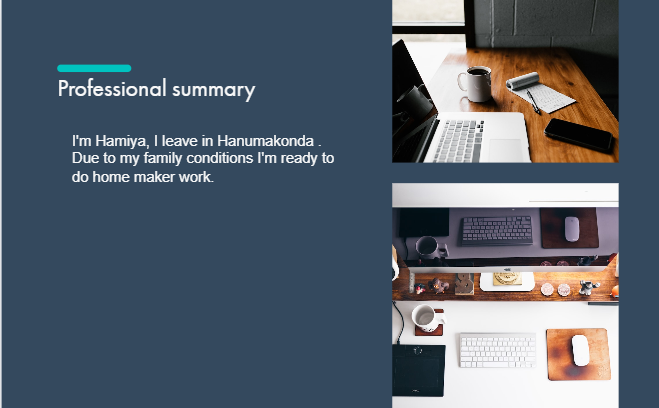 Professional summary
I'm Hamiya, I leave in Hanumakonda .
Due to my family conditions I'm ready to
do home maker work.